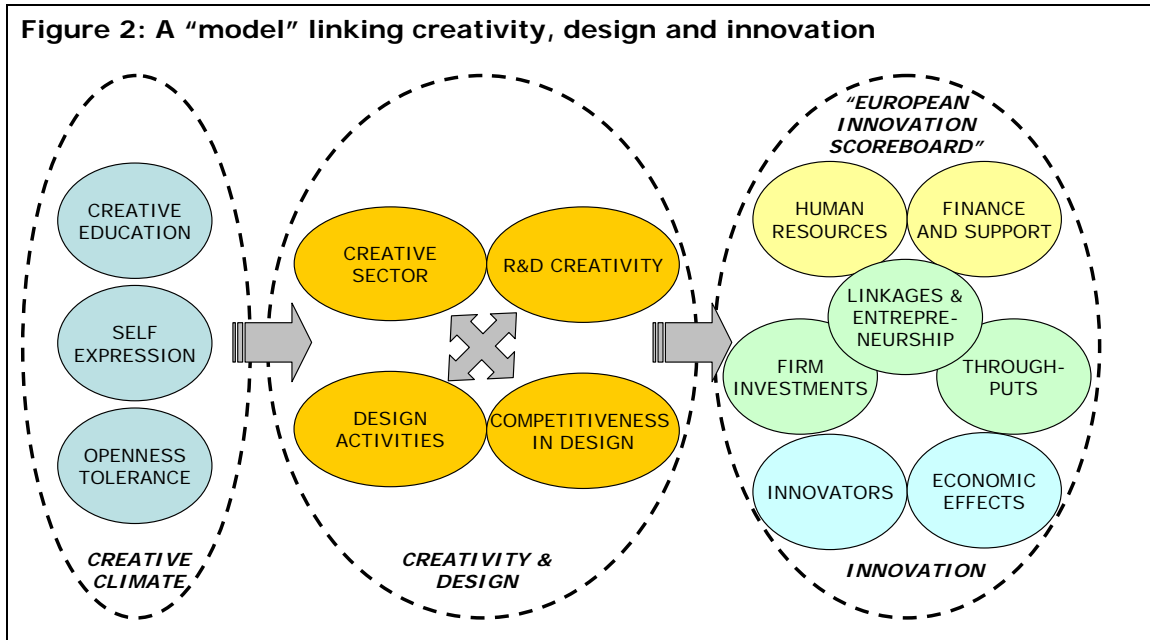 Figure 2: A “model” linking creativity, design and innovation
CREATIVE
EDUCATION
SELF
EXPRESSION
OPENNESS
TOLERANCE
CREATIVE
CLIMATE
CREATIVE
SECTOR
R&D CREATIVITY
DESIGN
ACTIVITIES
COMPETITIVENESS
IN DESIGN
CREATIVITY &
DESIGN
“EUROPEAN
INNOVATION
SCOREBOARD”
HUMAN
RESOURCES
FINANCE
AND SUPPORT
LINKAGES &
ENTREPRE-
NEURSHIP
FIRM
INVESTMENTS
THROUGH-
PUTS
INNOVATORS
ECONOMIC
EFFECTS
INNOVATION